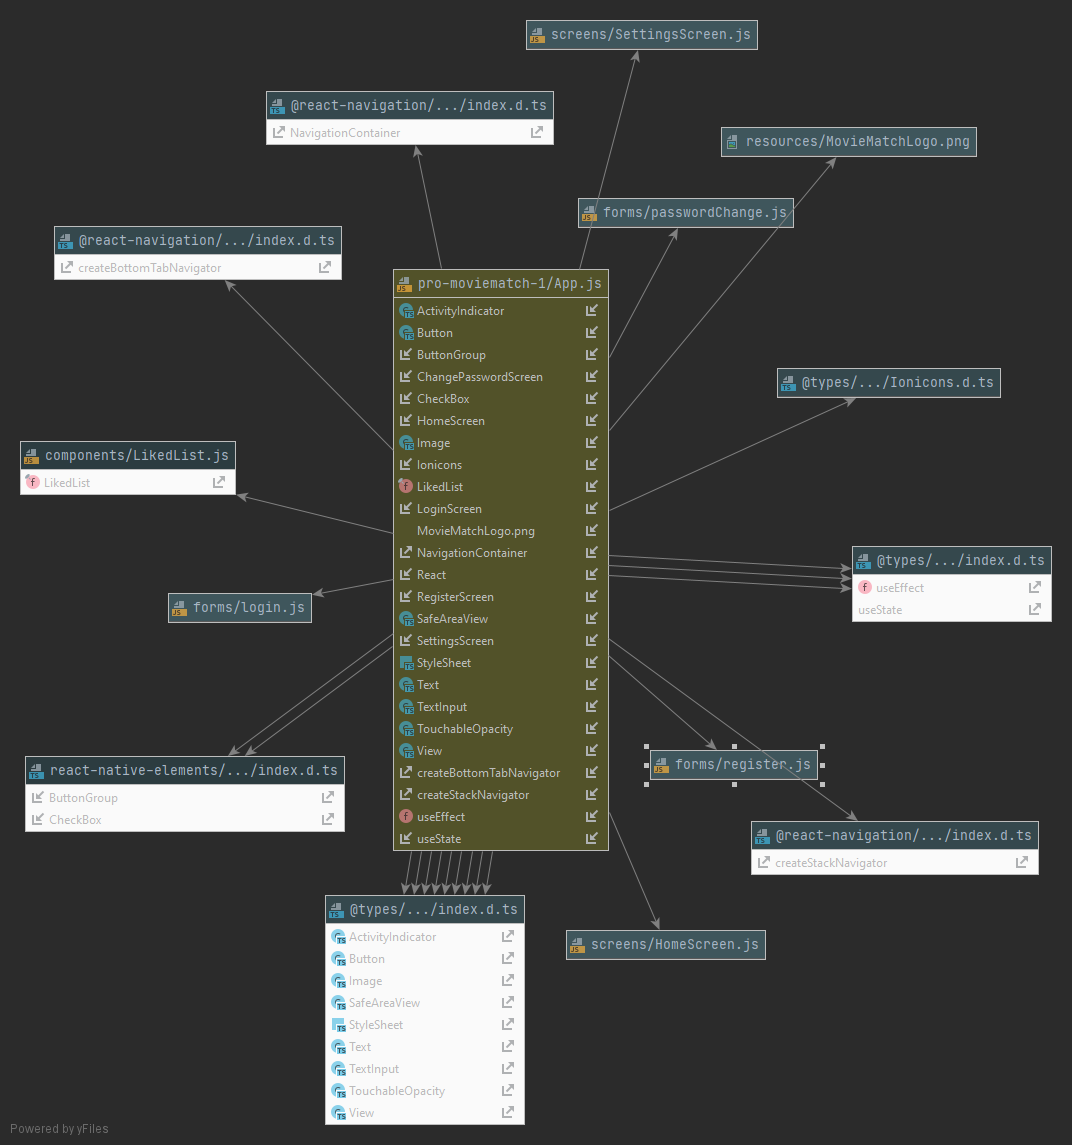 screens/SettingsScreen.js
@react-navigation/.../index.d.ts
NavigationContainer
resources/MovieMatchLogo.png
forms/passwordChange.js
@react-navigation/.../index.d.ts
createBottomTabNavigator
pro-moviematch-1/App.js
ActivityIndicator
Button
ButtonGroup
ChangePasswordScreen
CheckBox
HomeScreen
Image
Ionicons
LikedList
LoginScreen
MovieMatchLogo.png
NavigationContainer
React
RegisterScreen
SafeAreaView
SettingsScreen
StyleSheet
Text
TextInput
TouchableOpacity
View
createBottomTabNavigator
createStackNavigator
useEffect
useState
@types/.../Ionicons.d.ts
components/LikedList.js
LikedList
@types/.../index.d.ts
useEffect
useState
forms/login.js
react-native-elements/.../index.d.ts
ButtonGroup
CheckBox
forms/register.js
@react-navigation/.../index.d.ts
createStackNavigator
@types/.../index.d.ts
ActivityIndicator
Button
Image
SafeAreaView
StyleSheet
Text
TextInput
TouchableOpacity
View
screens/HomeScreen.js
Powered by yFiles